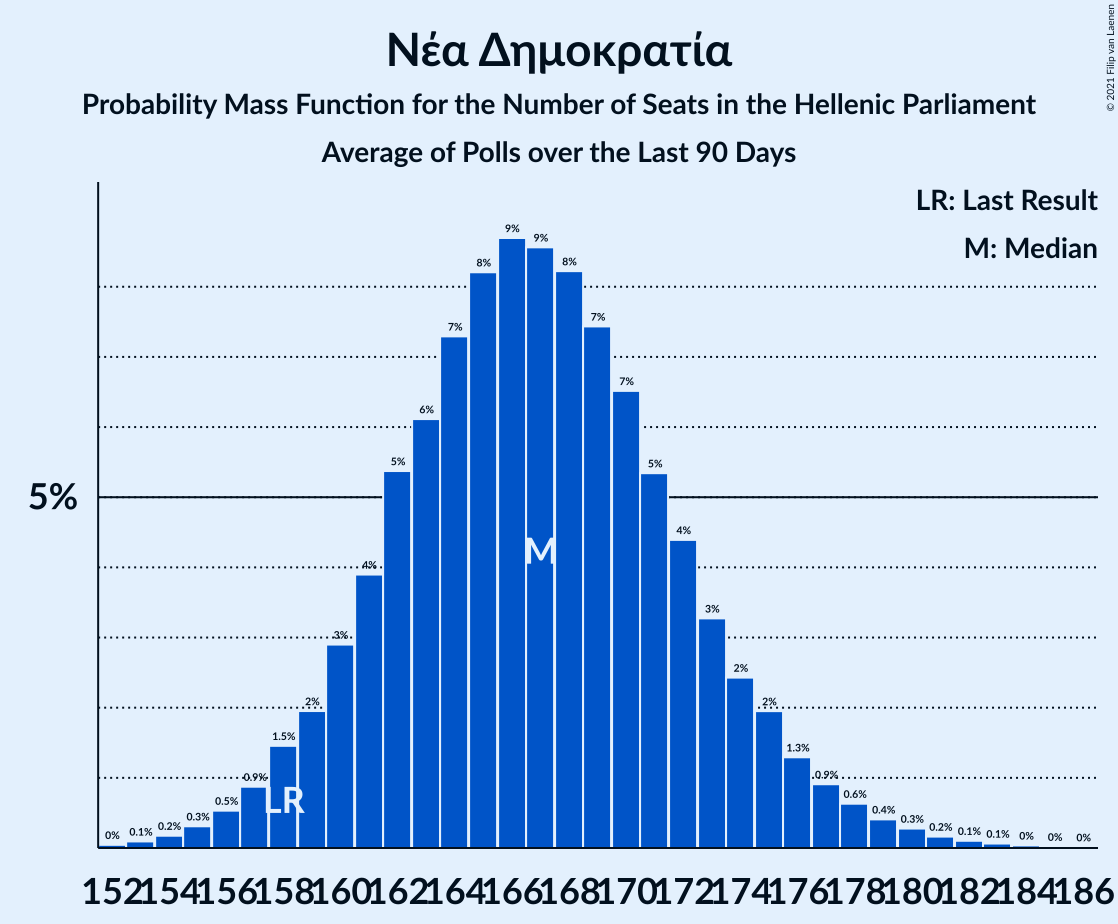 Νέα Δημοκρατία
Probability Mass Function for the Number of Seats in the Hellenic Parliament
Average of Polls over the Last 90 Days
© 2021 Filip van Laenen
LR: Last Result
M: Median
5%
0% 0.1% 0.2% 0.3% 0.5% 0.9% 1.5% 2% 3% 4% 5% 6% 7% 8% 9% 9% 8% 7% 7% 5% 4% 3% 2% 2% 1.3% 0.9% 0.6% 0.4% 0.3% 0.2% 0.1% 0.1% 0% 0% 0%
M
LR
152 154 156 158 160 162 164 166 168 170 172 174 176 178 180 182 184 186